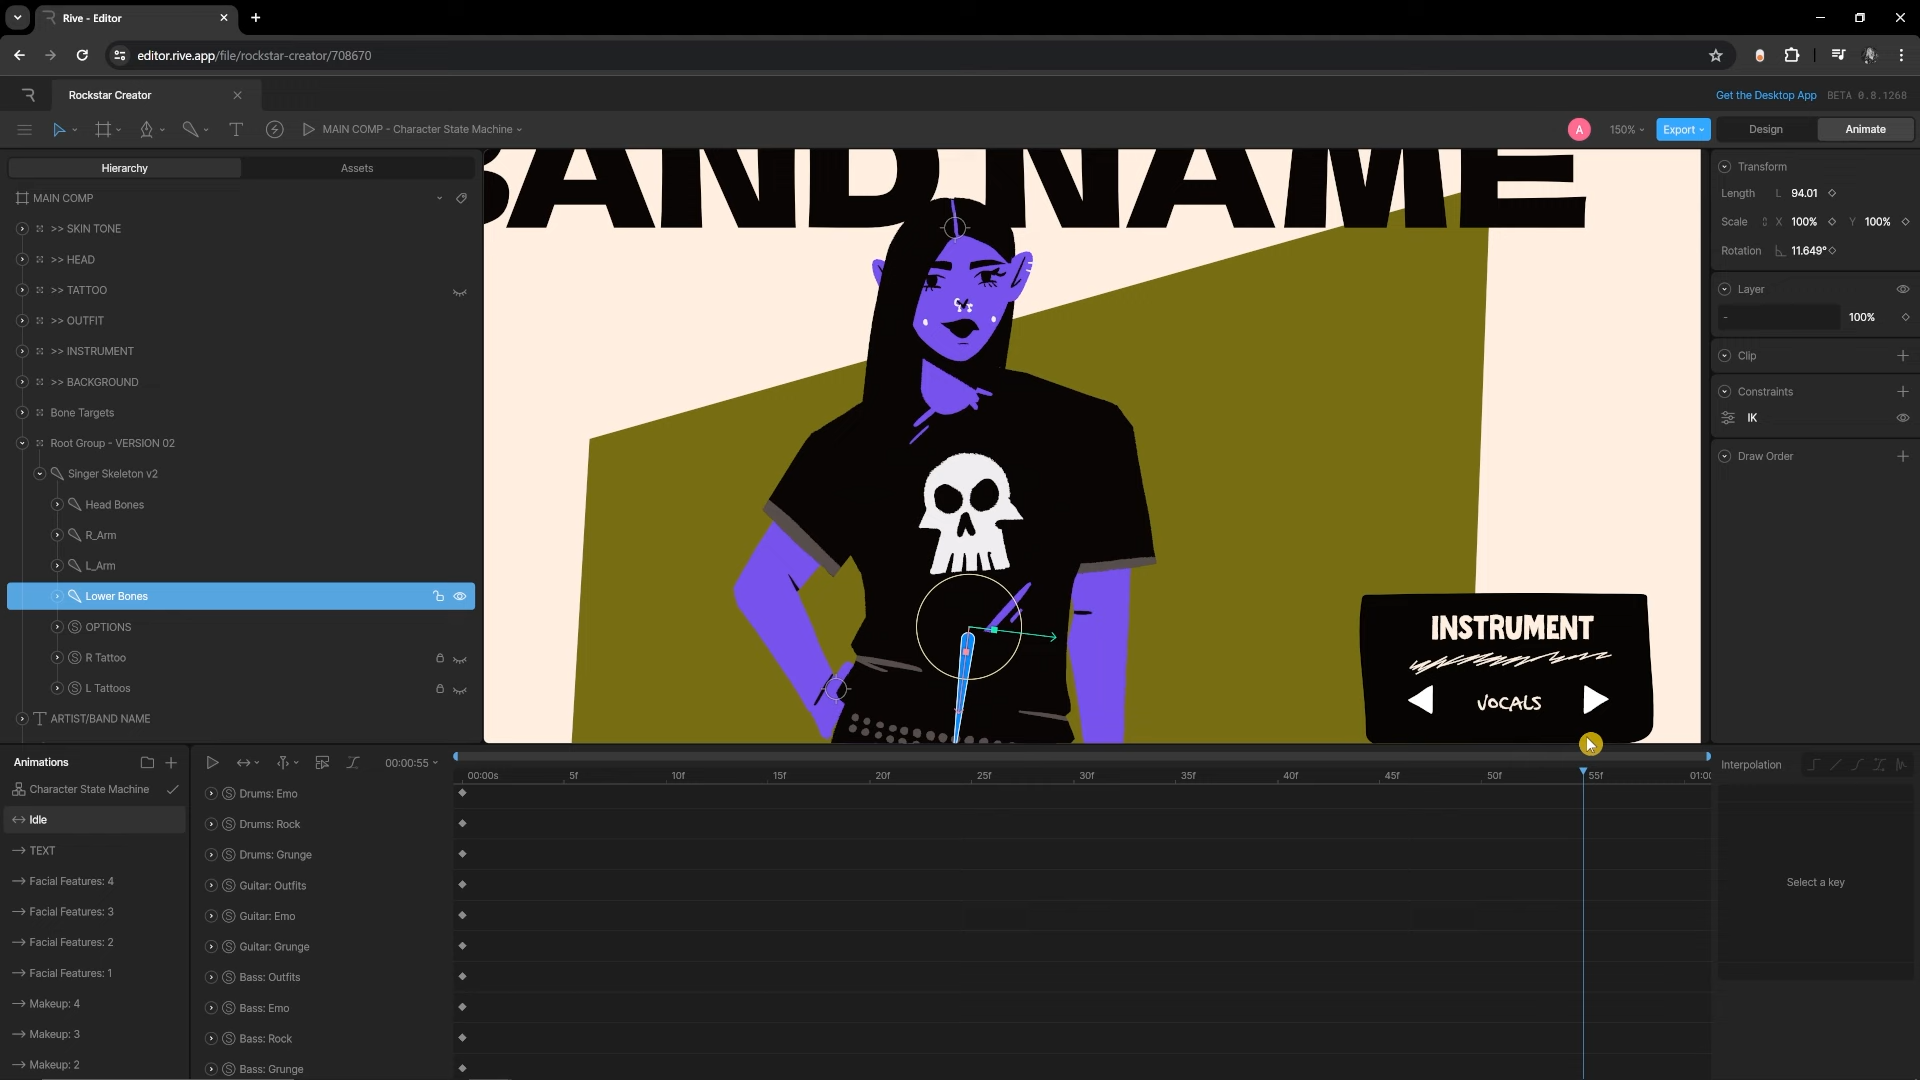 Rive - Editor
editor.rive.app/file/rockstar-creator/708670
Rockstar Creator
Get the Desktop App BETA 0.8.1268
MAIN COMP - Character State Machine
A 150% Export Design Animate
Hierarchy Assets
MAIN COMP
>> SKIN TONE
>> HEAD
>> TATTOO
>> OUTFIT
>> INSTRUMENT
>> BACKGROUND
Bone Targets
Root Group - VERSION 02
Singer Skeleton v2
Head Bones
R_Arm
L_Arm
Lower Bones
OPTIONS
R Tattoo
L Tattoos
ARTIST/BAND NAME
BAND NAME
INSTRUMENT
VOCALS
Transform
Length L 94.01
Scale X 100% Y 100%
Rotation 11.649°
Layer
- 100%
Clip
Constraints
IK
Draw Order
Animations
Character State Machine
Idle
TEXT
Facial Features: 4
Facial Features: 3
Facial Features: 2
Facial Features: 1
Makeup: 4
Makeup: 3
Makeup: 2
00:00:55
00:00s 5f 10f 15f 20f 25f 30f 35f 40f 45f 50f 55f 01:00
Drums: Emo
Drums: Rock
Drums: Grunge
Guitar: Outfits
Guitar: Emo
Guitar: Grunge
Bass: Outfits
Bass: Emo
Bass: Rock
Bass: Grunge
Interpolation
Select a key